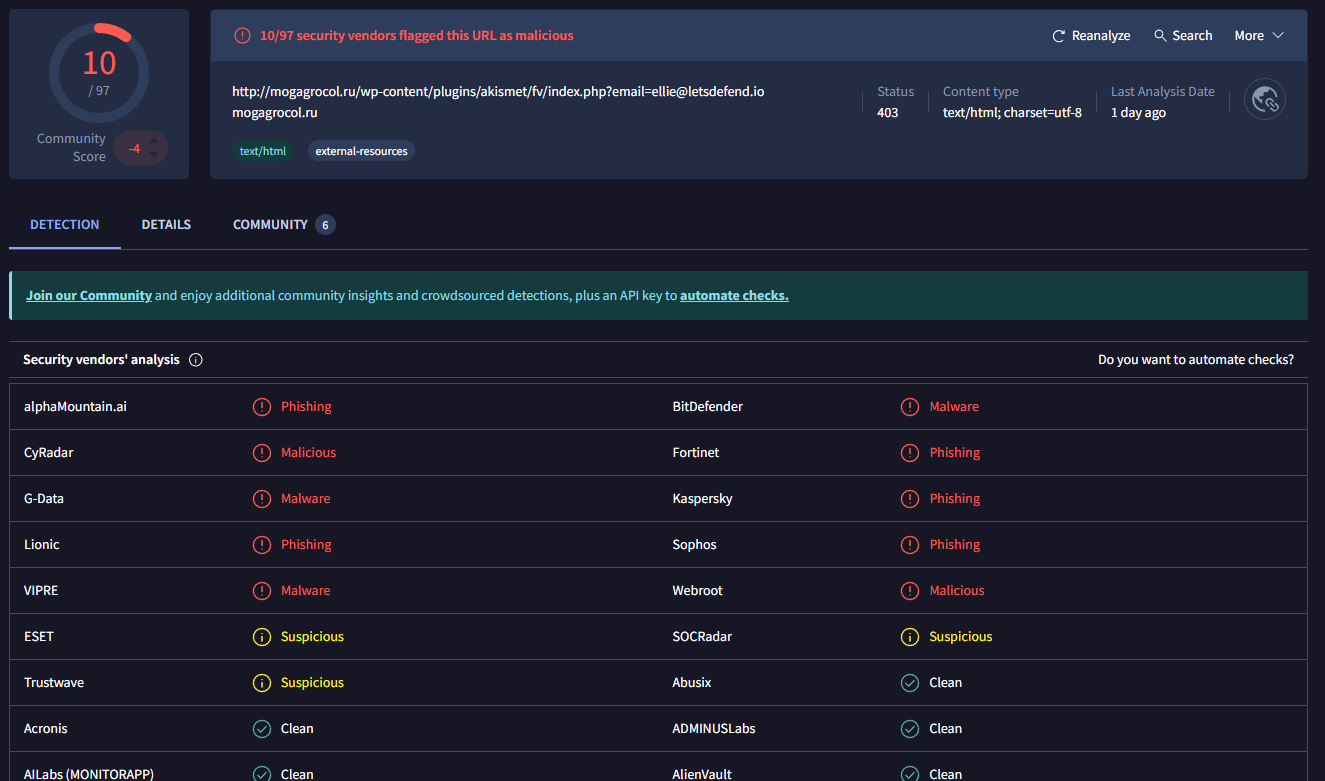 10
/ 97
Community Score
-4
10/97 security vendors flagged this URL as malicious
Reanalyze Search More
http://mogagrocol.ru/wp-content/plugins/akismet/fv/index.php?email=ellie@letsdefend.io
mogagrocol.ru
Status
403
Content type
text/html; charset=utf-8
Last Analysis Date
1 day ago
text/html external-resources
DETECTION DETAILS COMMUNITY 6
Join our Community and enjoy additional community insights and crowdsourced detections, plus an API key to automate checks.
Security vendors' analysis Do you want to automate checks?
alphaMountain.ai Phishing BitDefender Malware
CyRadar Malicious Fortinet Phishing
G-Data Malware Kaspersky Phishing
Lionic Phishing Sophos Phishing
VIPRE Malware Webroot Malicious
ESET Suspicious SOCRadar Suspicious
Trustwave Suspicious Abusix Clean
Acronis Clean ADMINUSLabs Clean
AILabs (MONITORAPP) Clean AlienVault Clean